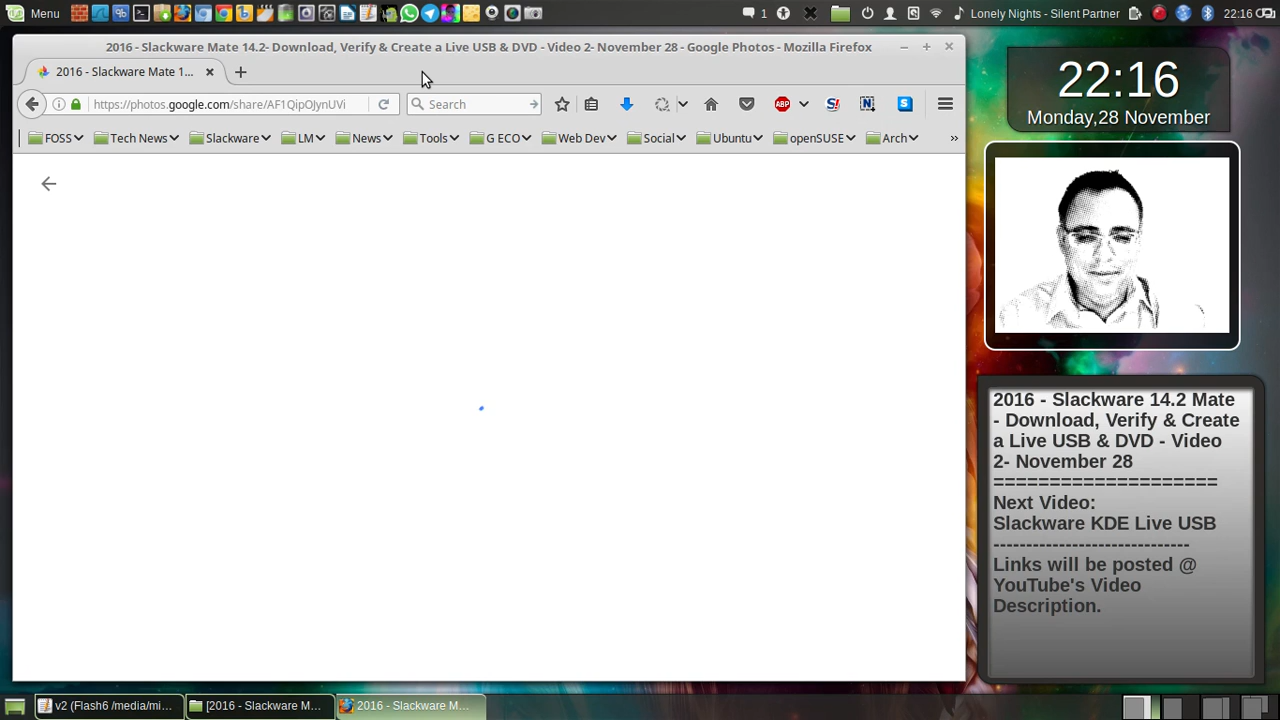 Menu
1
Lonely Nights - Silent Partner
22:16
2016 - Slackware Mate 14.2- Download, Verify & Create a Live USB & DVD - Video 2- November 28 - Google Photos - Mozilla Firefox
2016 - Slackware Mate 1...
https://photos.google.com/share/AF1QipOJynUVi
Search
ABP
FOSS
Tech News
Slackware
LM
News
Tools
G ECO
Web Dev
Social
Ubuntu
openSUSE
Arch
»
22:16
Monday,28 November
2016 - Slackware 14.2 Mate
- Download, Verify & Create
a Live USB & DVD - Video
2- November 28
====================
Next Video:
Slackware KDE Live USB
----------------------------
Links will be posted @
YouTube's Video
Description.
v2 (Flash6 /media/mi...
[2016 - Slackware M...
2016 - Slackware M...